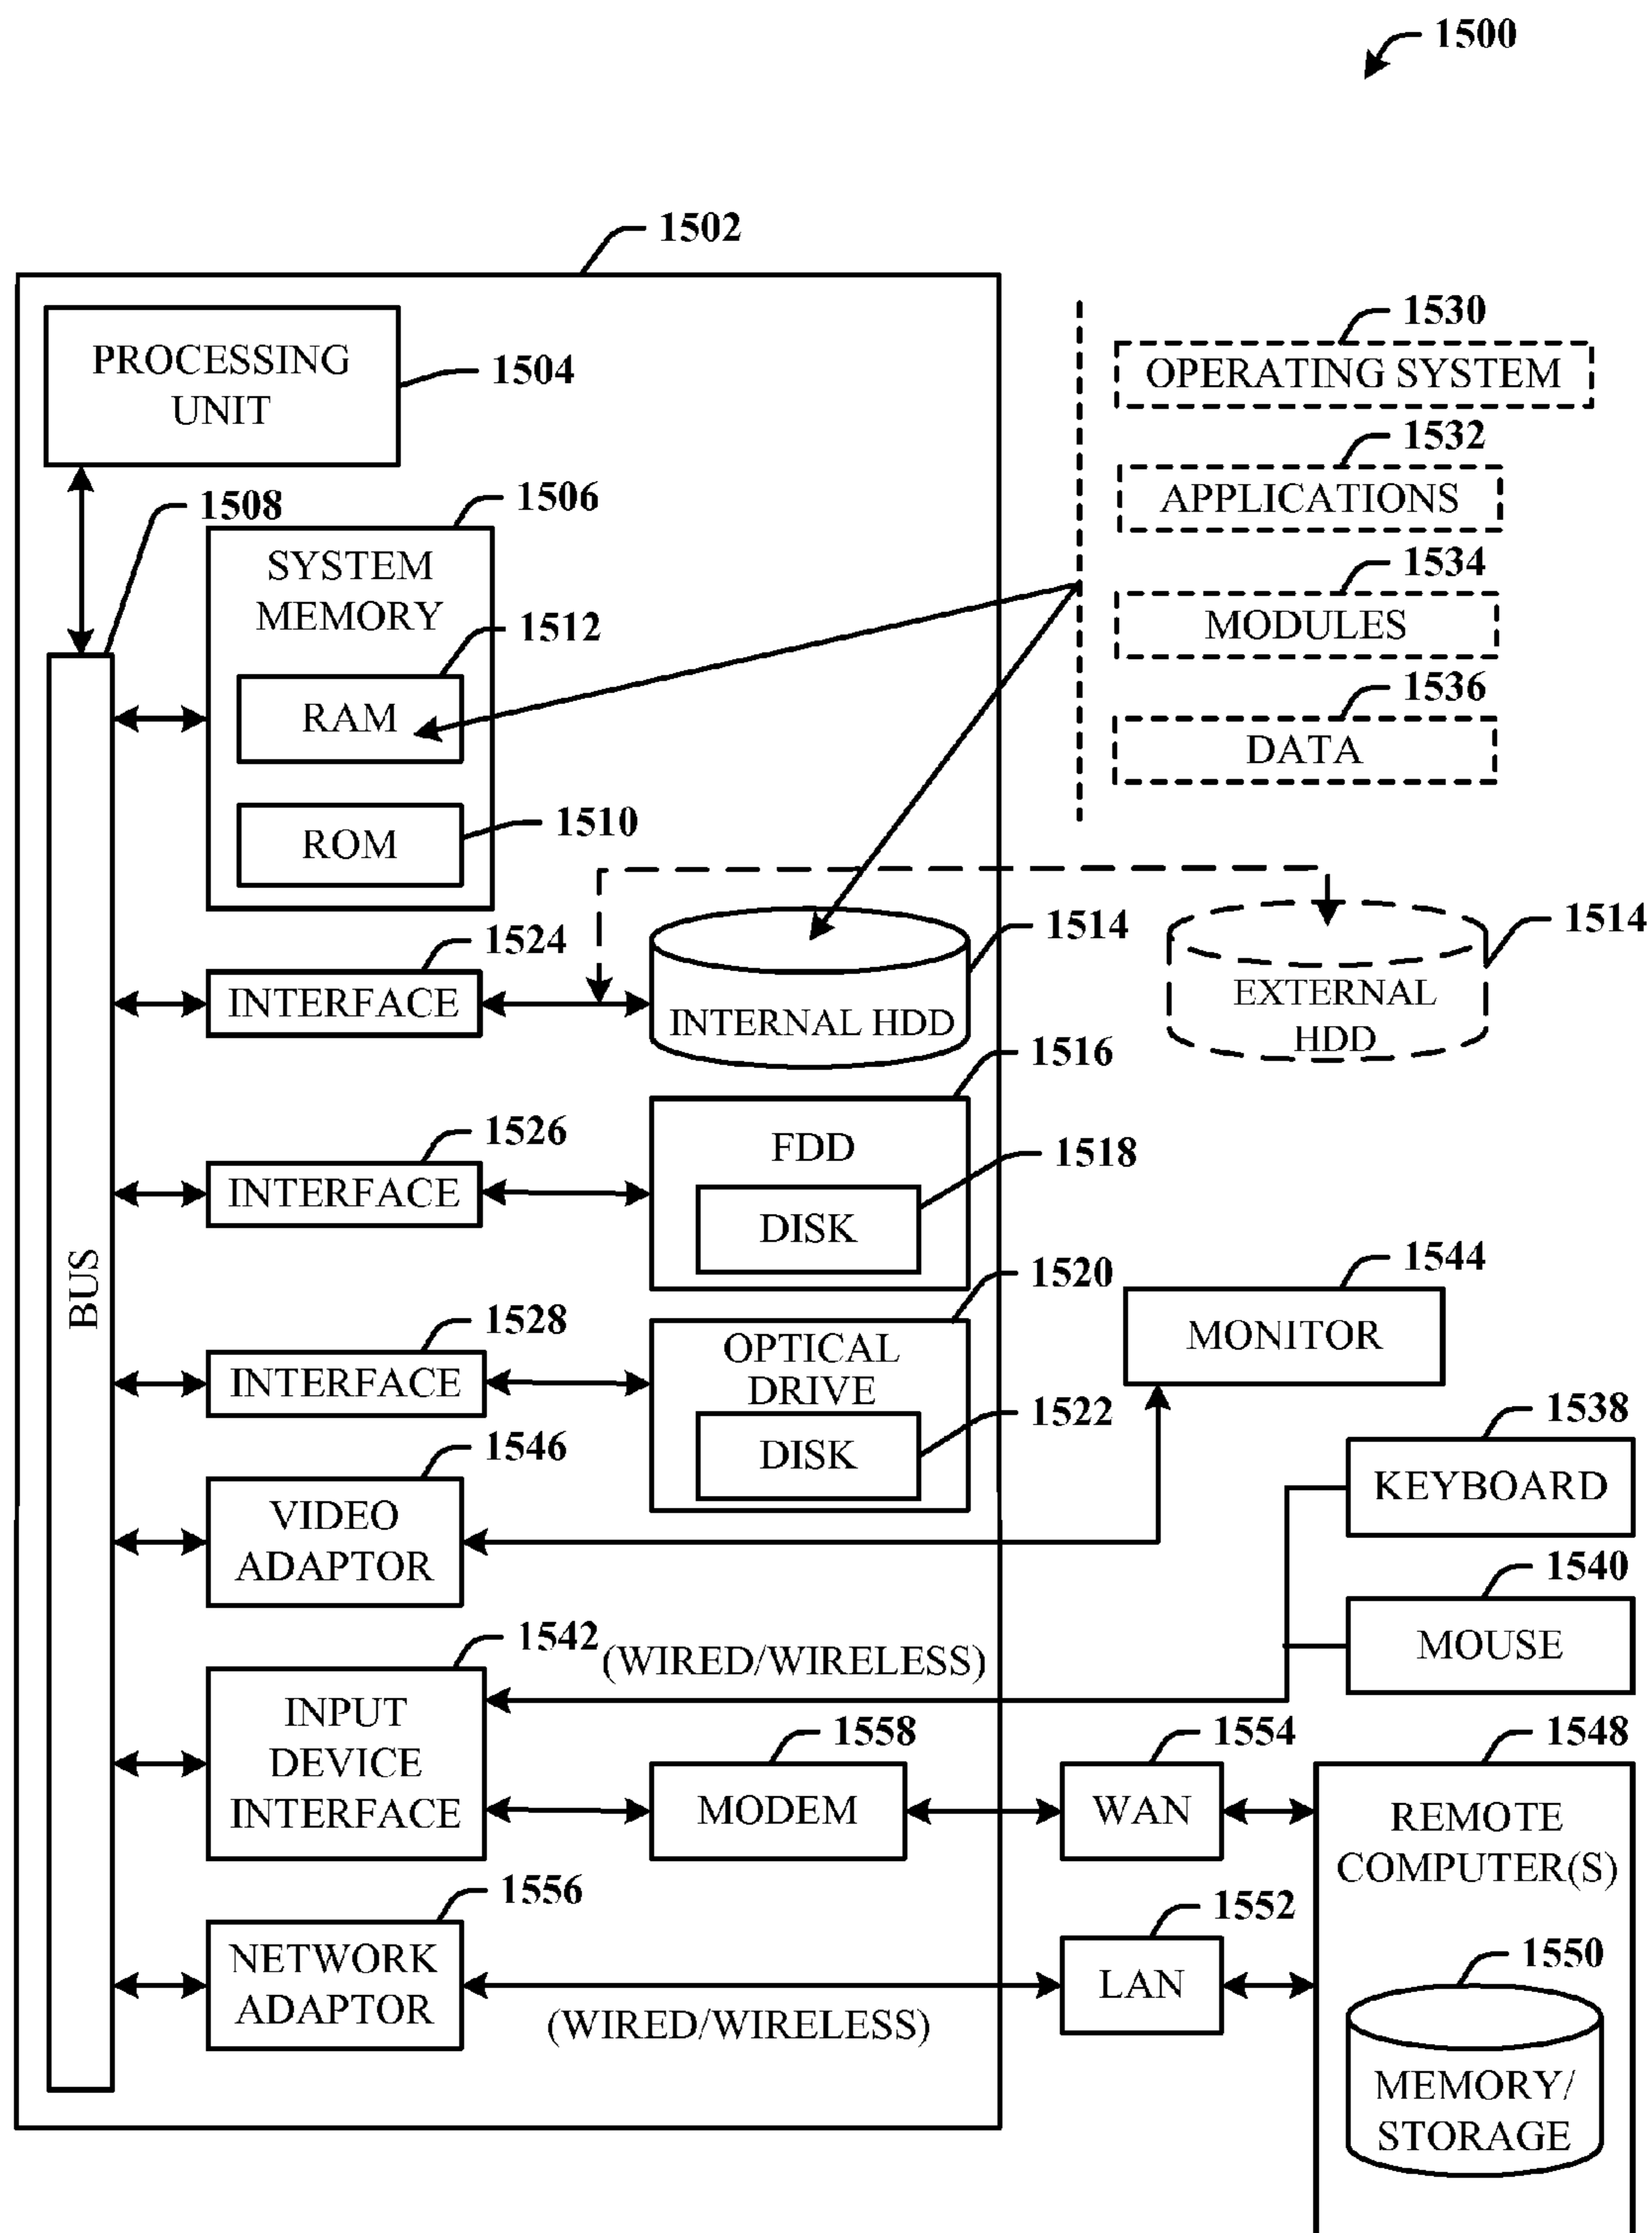 1500
1502
PROCESSING
UNIT
1504
1530
OPERATING SYSTEM
1532
APPLICATIONS
1534
MODULES
1536
DATA
1508
1506
SYSTEM
MEMORY
1512
RAM
1510
ROM
1524
INTERFACE
1514
INTERNAL HDD
1514
EXTERNAL
HDD
1516
FDD
1518
DISK
1526
INTERFACE
BUS
1520
OPTICAL
DRIVE
1522
DISK
1528
INTERFACE
1544
MONITOR
1546
VIDEO
ADAPTOR
1538
KEYBOARD
1540
MOUSE
1542
(WIRED/WIRELESS)
INPUT
DEVICE
INTERFACE
1558
MODEM
1554
WAN
1548
REMOTE
COMPUTER(S)
1556
NETWORK
ADAPTOR
(WIRED/WIRELESS)
1552
LAN
1550
MEMORY/
STORAGE